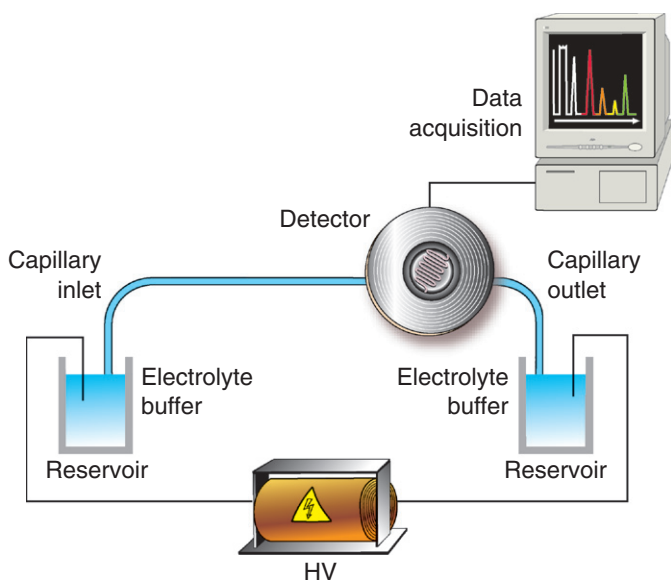 Data
acquisition
Detector
Capillary
inlet
Capillary
outlet
Electrolyte
buffer
Electrolyte
buffer
Reservoir
Reservoir
HV